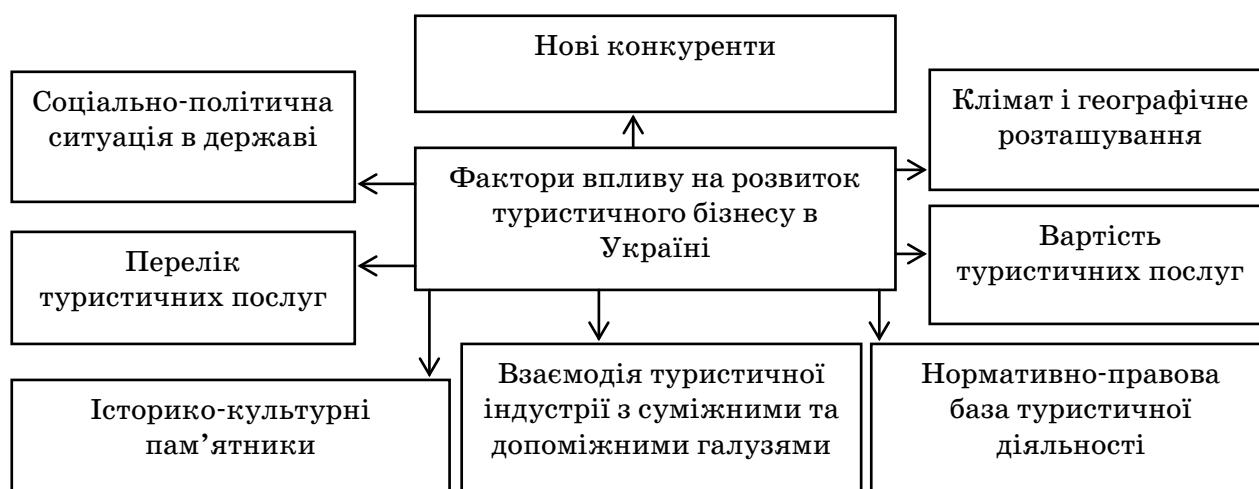 Нові конкуренти
Соціально-політична
ситуація в державі
Клімат і географічне
розташування
Фактори впливу на розвиток
туристичного бізнесу в
Україні
Перелік
туристичних послуг
Вартість
туристичних послуг
Історико-культурні
пам’ятники
Взаємодія туристичної
індустрії з суміжними та
допоміжними галузями
Нормативно-правова
база туристичної
діяльності